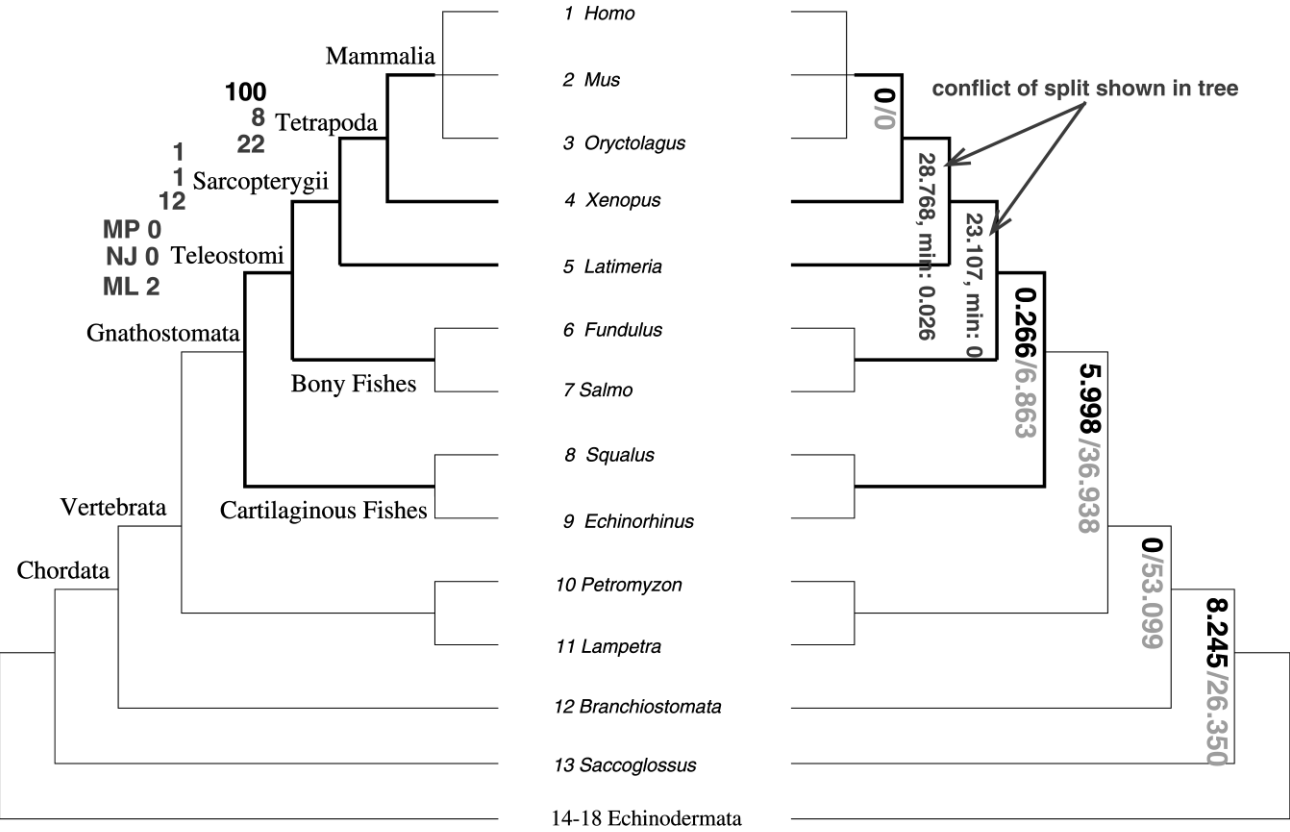 1 Homo
Mammalia
2 Mus
conflict of split shown in tree
100
8
22
Tetrapoda
0/0
3 Oryctolagus
1
1
12
Sarcopterygii
28.768, min: 0.026
4 Xenopus
23.107, min: 0
MP 0
NJ 0
ML 2
Teleostomi
5 Latimeria
0.266/6.863
Gnathostomata
6 Fundulus
5.998/36.938
Bony Fishes
7 Salmo
8 Squalus
Vertebrata
Cartilaginous Fishes
9 Echinorhinus
0/53.099
Chordata
10 Petromyzon
8.245/26.350
11 Lampetra
12 Branchiostomata
13 Saccoglossus
14-18 Echinodermata